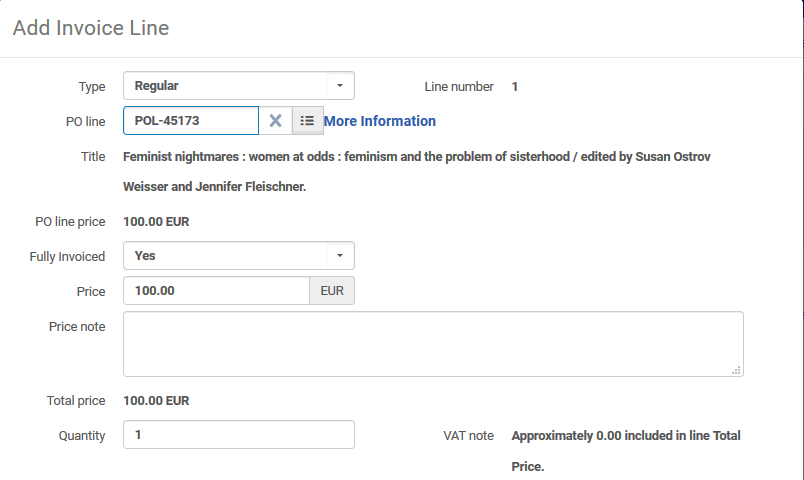 Add Invoice Line
Type Regular Line number 1
PO line POL-45173 More Information
Title Feminist nightmares : women at odds : feminism and the problem of sisterhood / edited by Susan Ostrov
Weisser and Jennifer Fleischner.
PO line price 100.00 EUR
Fully Invoiced Yes
Price 100.00 EUR
Price note
Total price 100.00 EUR
Quantity 1 VAT note Approximately 0.00 included in line Total
Price.